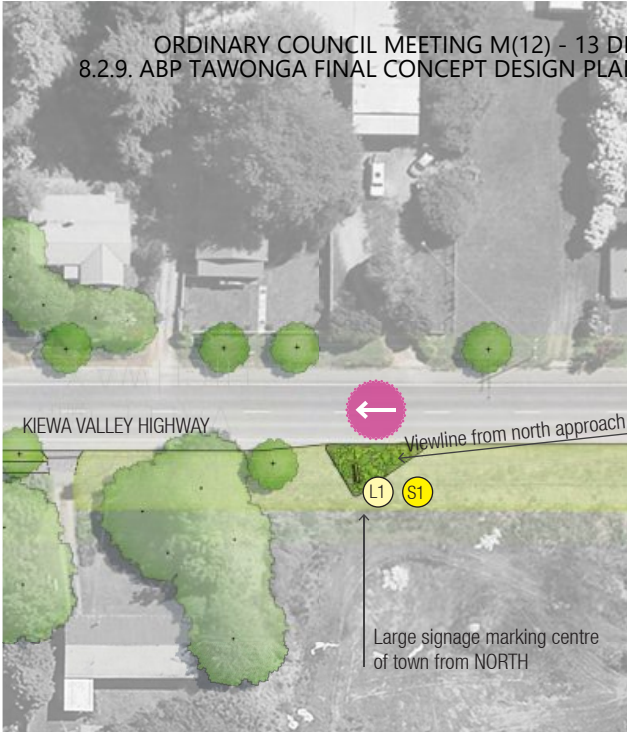 ORDINARY COUNCIL MEETING M(12) - 13 D
8.2.9. ABP TAWONGA FINAL CONCEPT DESIGN PLA
KIEWA VALLEY HIGHWAY
Viewline from north approach
L1 S1
Large signage marking centre
of town from NORTH